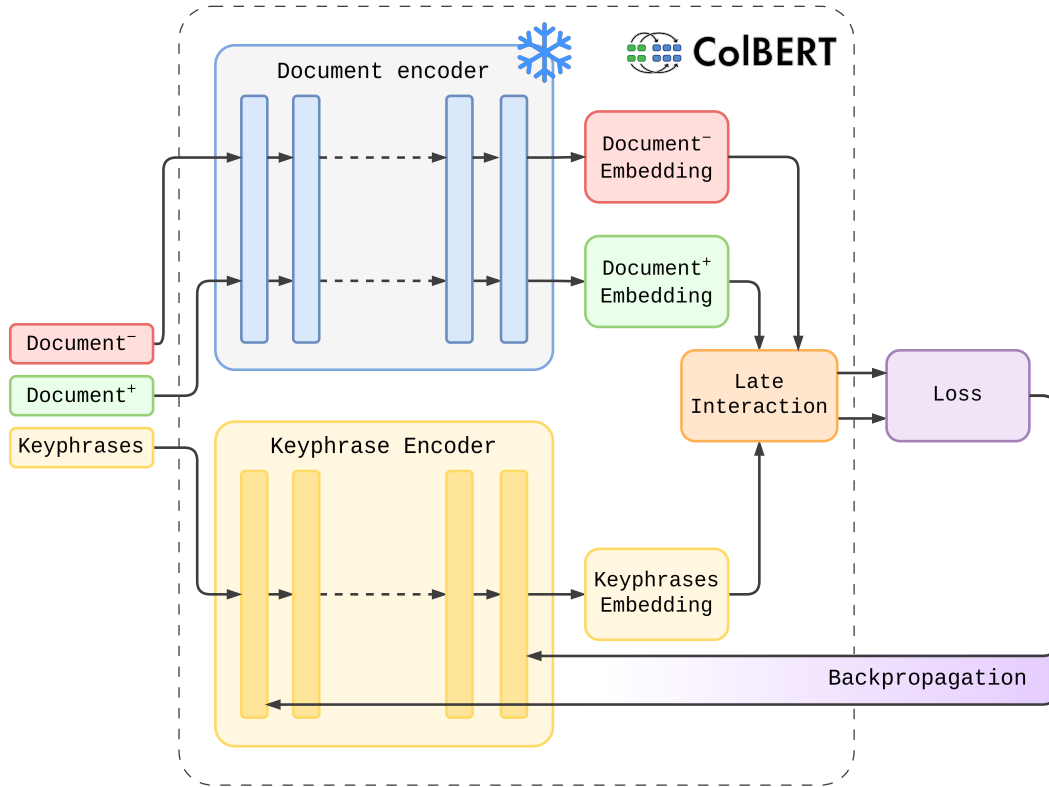 Document encoder
ColBERT
Document⁻
Embedding
Document⁺
Embedding
Document⁻
Document⁺
Keyphrases
Late
Interaction
Loss
Keyphrase Encoder
Keyphrases
Embedding
Backpropagation